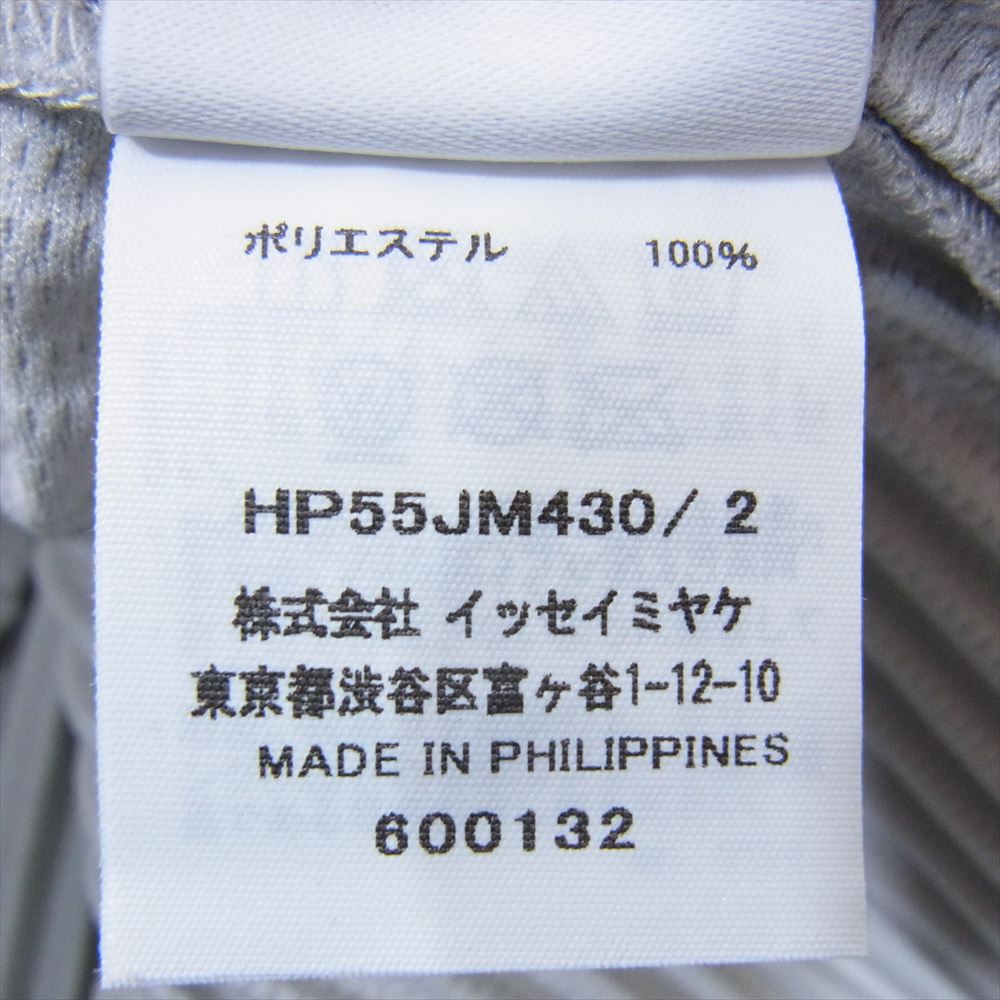 ポリエステル 100%
HP55JM430/ 2
株式会社 イッセイミヤケ
東京都渋谷区富ヶ谷1-12-10
MADE IN PHILIPPINES
600132